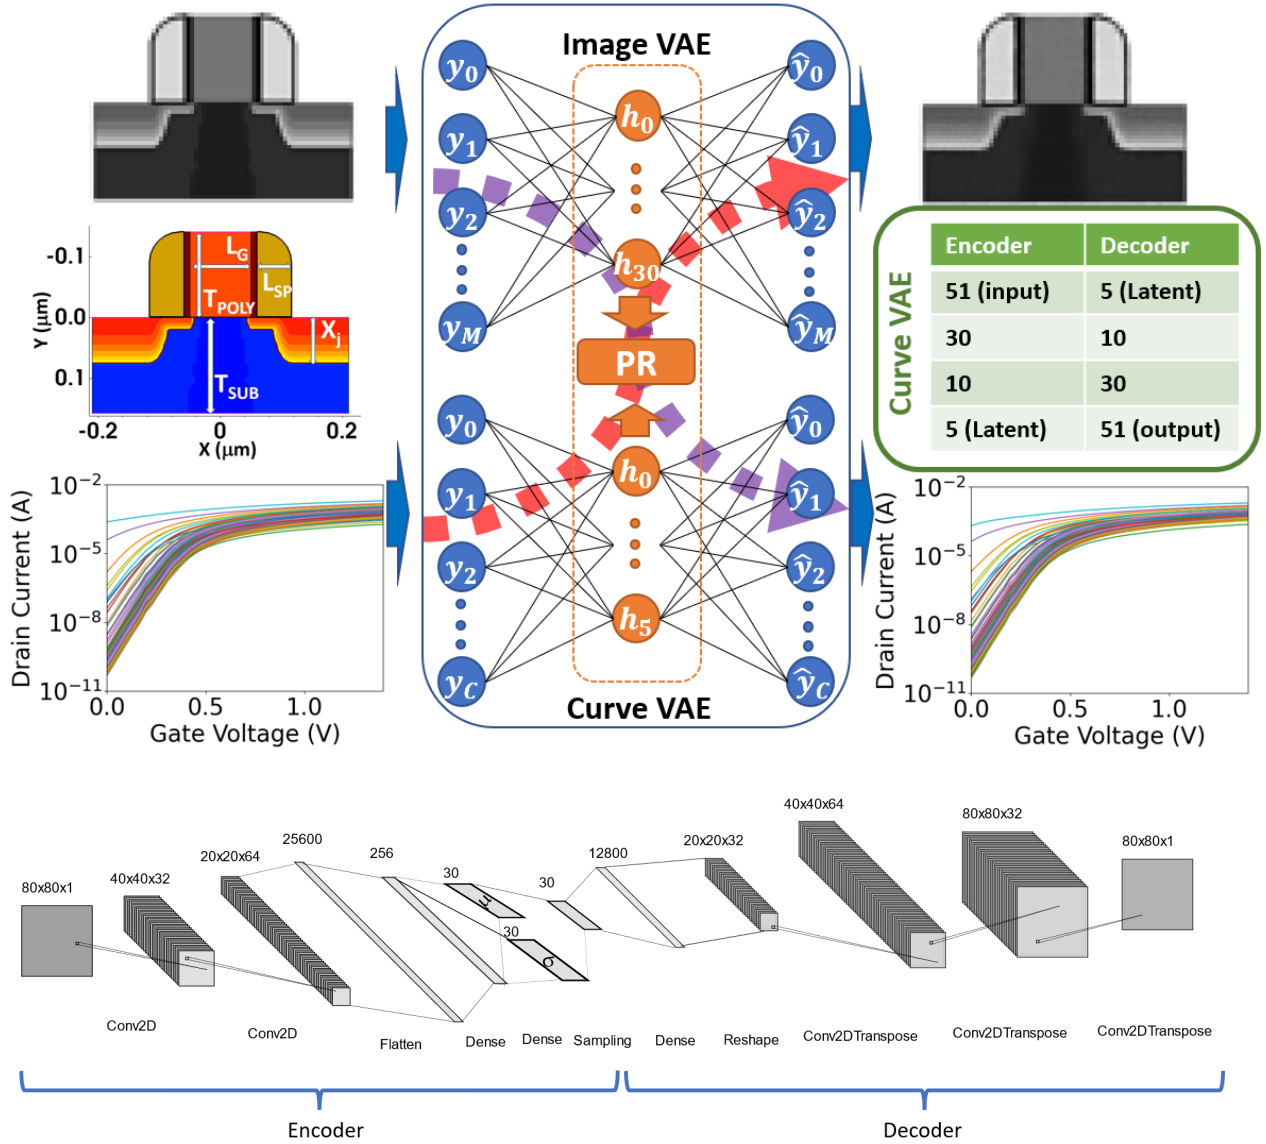 Image VAE
y0
y1
y2
yM
h0
h30
ŷ0
ŷ1
ŷ2
ŷM
PR
y0
y1
y2
yC
h0
h5
ŷ0
ŷ1
ŷ2
ŷC
Curve VAE
-0.1
0.0
0.1
Y (μm)
-0.2
0
0.2
X (μm)
LG
LSP
TPOLY
Xj
TSUB
Curve VAE
Encoder Decoder
51 (input) 5 (Latent)
30 10
10 30
5 (Latent) 51 (output)
10−2
10−5
10−8
10−11
Drain Current (A)
0.0 0.5 1.0
Gate Voltage (V)
10−2
10−5
10−8
10−11
Drain Current (A)
0.0 0.5 1.0
Gate Voltage (V)
80x80x1
40x40x32
20x20x64
25600
256
30
μ
30
σ
30
12800
20x20x32
40x40x64
80x80x32
80x80x1
Conv2D
Conv2D
Flatten
Dense
Dense
Sampling
Dense
Reshape
Conv2DTranspose
Conv2DTranspose
Conv2DTranspose
Encoder
Decoder